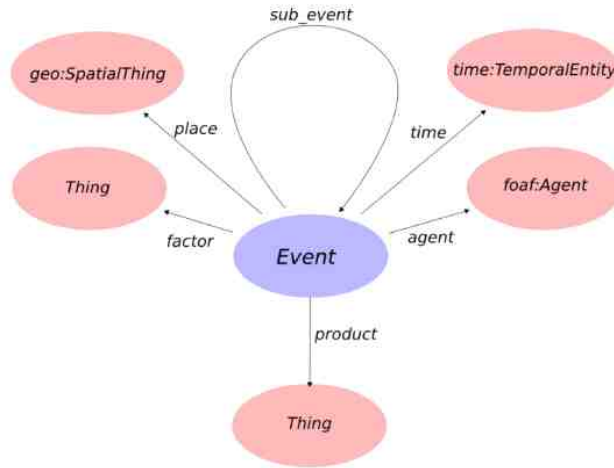 sub_event
geo:SpatialThing
time:TemporalEntity
place
time
Thing
foaf:Agent
factor
agent
Event
product
Thing